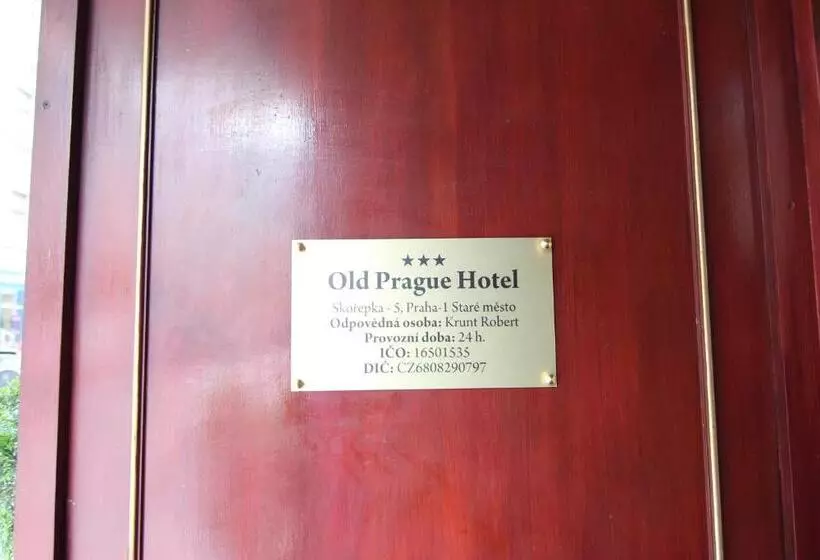 ★★★
Old Prague Hotel
Skořepka - 5, Praha-1 Staré město
Odpovědná osoba: Krunt Robert
Provozní doba: 24 h.
IČO: 16501535
DIČ: CZ6808290797